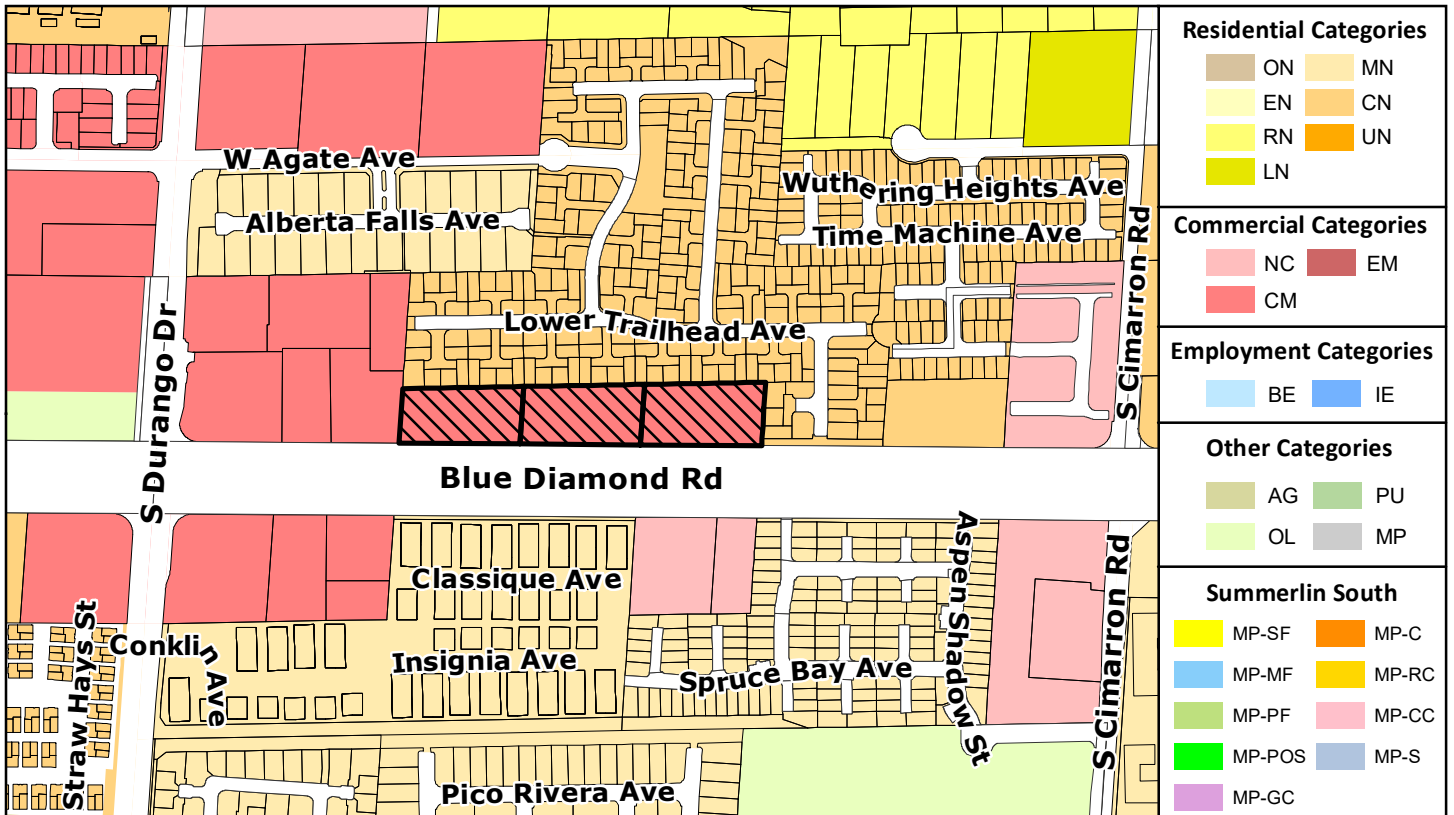 W Agate Ave
Alberta Falls Ave
Wuthering Heights Ave
Time Machine Ave
S Cimarron Rd
S Durango Dr
Lower Trailhead Ave
Blue Diamond Rd
Classique Ave
Aspen Shadow St
S Cimarron Rd
Straw Hays St
Conklin Ave
Insignia Ave
Spruce Bay Ave
Pico Rivera Ave
Residential Categories
ON MN
EN CN
RN UN
LN
Commercial Categories
NC EM
CM
Employment Categories
BE IE
Other Categories
AG PU
OL MP
Summerlin South
MP-SF MP-C
MP-MF MP-RC
MP-PF MP-CC
MP-POS MP-S
MP-GC